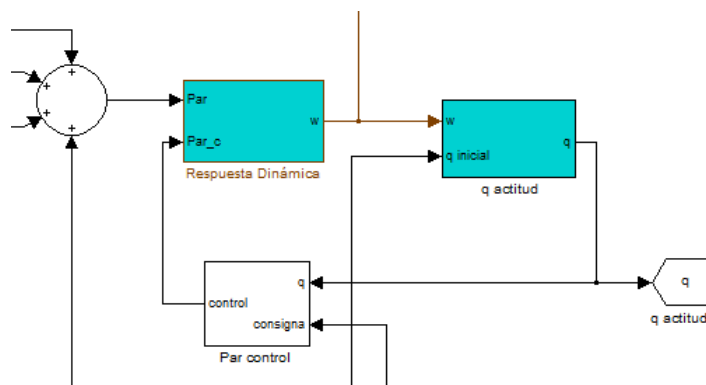 +
+
+
+
Par
Par_c
w
Respuesta Dinámica
w
q inicial
q
q actitud
q
control
consigna
Par control
q
q actitud